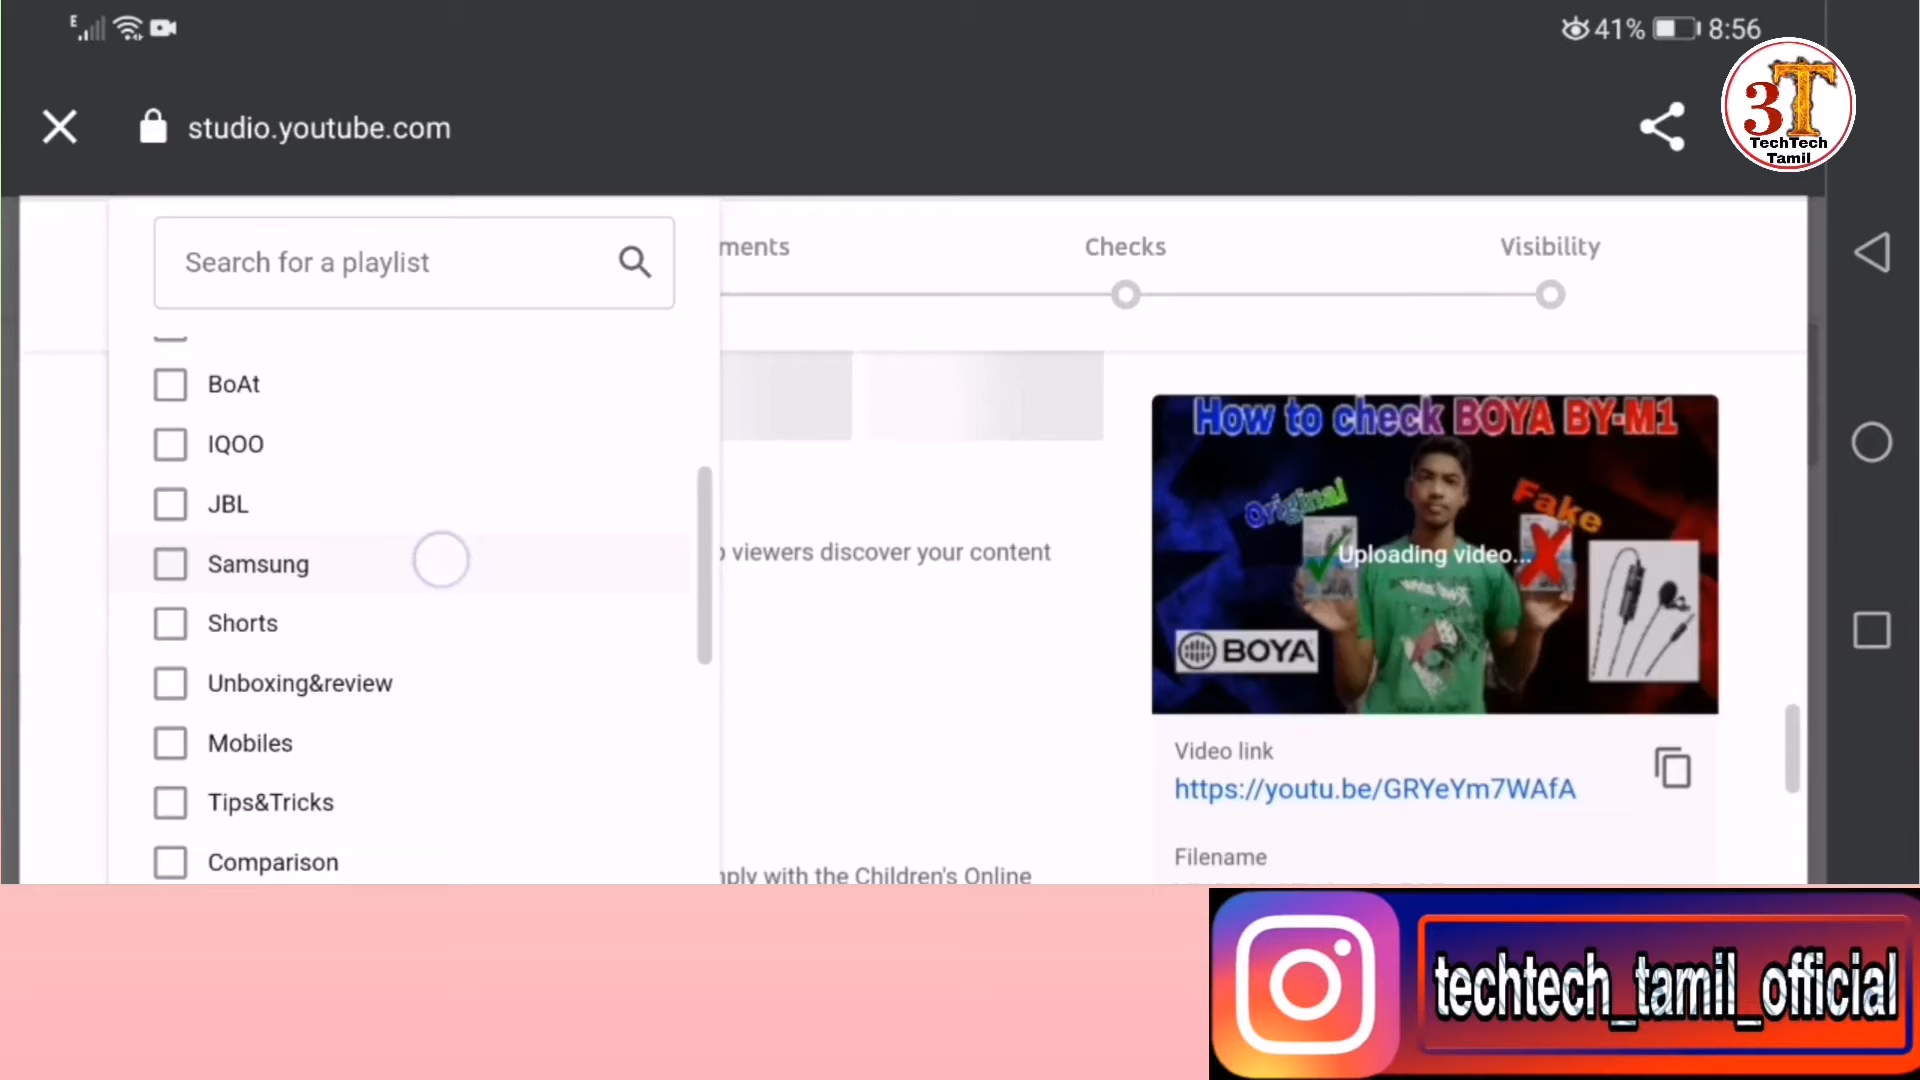 E
41% 8:56
studio.youtube.com
3T
TechTech
Tamil
Search for a playlist
ments
Checks
Visibility
BoAt
IQOO
JBL
Samsung
Shorts
Unboxing&review
Mobiles
Tips&Tricks
Comparison
viewers discover your content
mply with the Children's Online
How to check BOYA BY-M1
Original
Fake
Uploading video...
BOYA
Video link
https://youtu.be/GRYeYm7WAfA
Filename
techtech_tamil_official